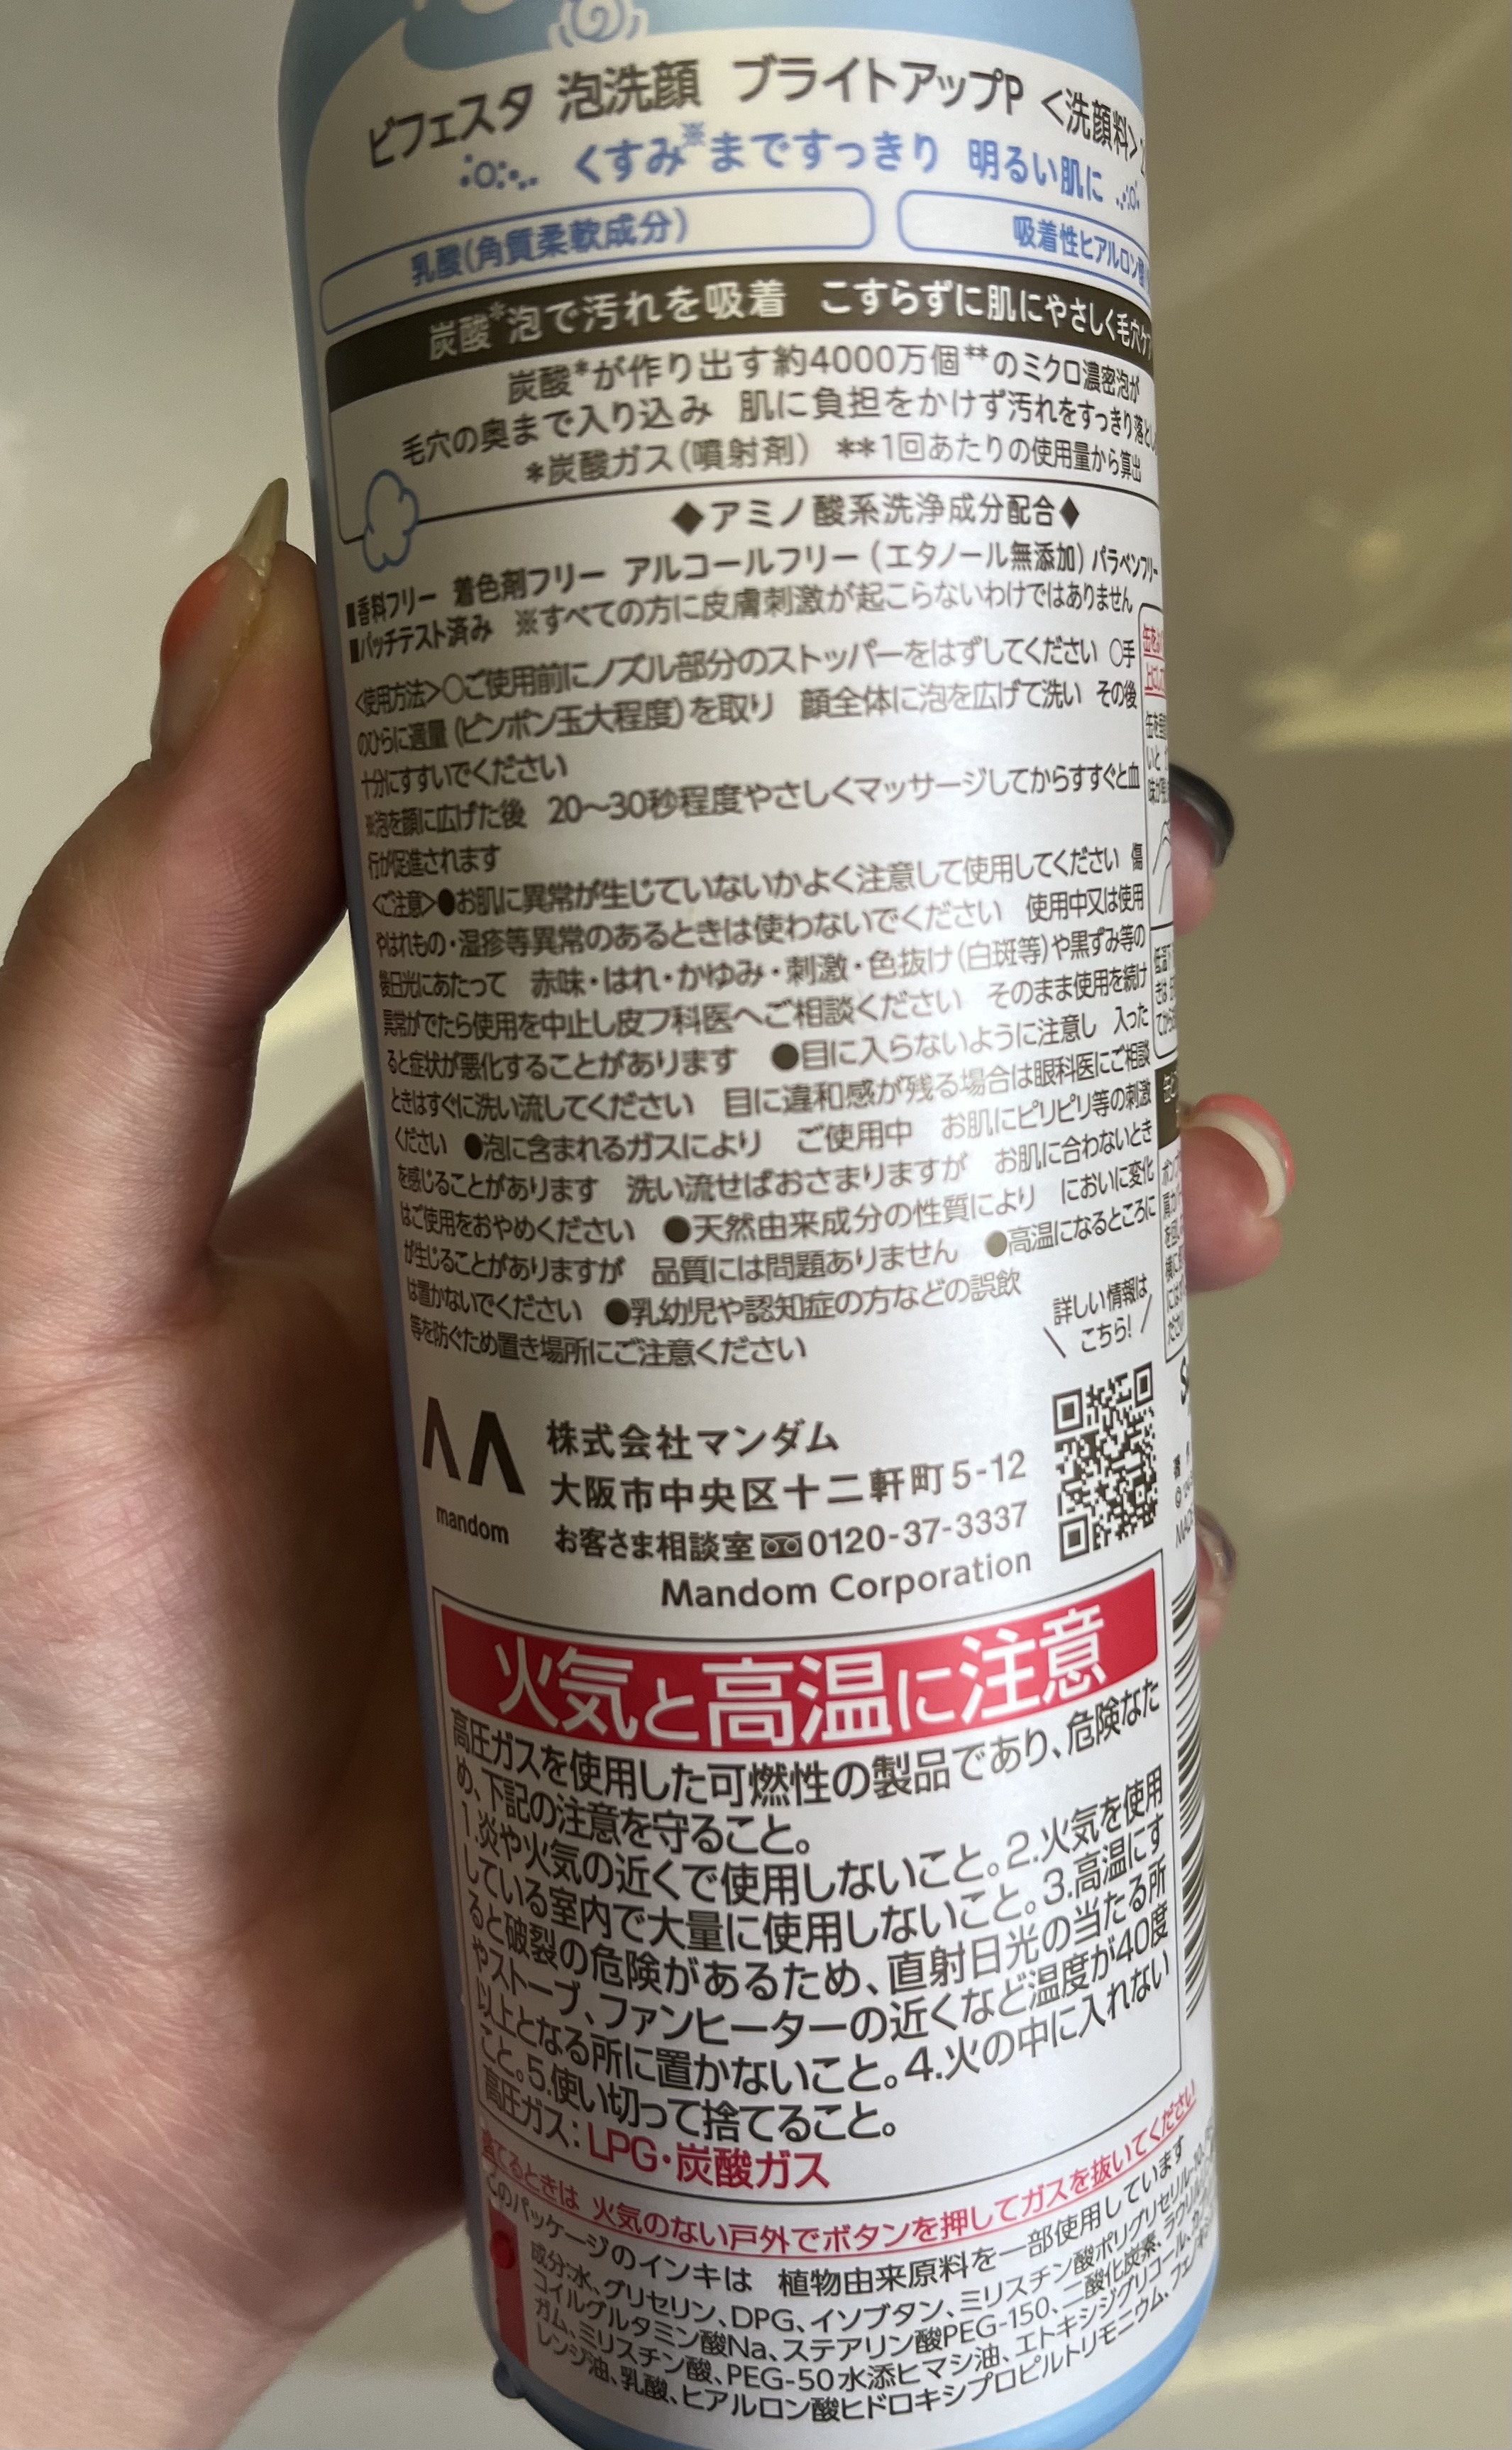 ビフェスタ 泡洗顔 ブライトアップP <洗顔料>
くすみ※まですっきり 明るい肌に
乳酸(角質柔軟成分)
吸着性ヒアルロン酸
炭酸*泡で汚れを吸着 こすらずに肌にやさしく毛穴ケア
炭酸*が作り出す約4000万個**のミクロ濃密泡が
毛穴の奥まで入り込み 肌に負担をかけず汚れをすっきり落とし
*炭酸ガス(噴射剤) **1回あたりの使用量から算出
◆アミノ酸系洗浄成分配合◆
■香料フリー 着色剤フリー アルコールフリー(エタノール無添加) パラベンフリー
■パッチテスト済み ※すべての方に皮膚刺激が起こらないわけではありません
<使用方法>○ご使用前にノズル部分のストッパーをはずしてください ○手
のひらに適量(ピンポン玉大程度)を取り 顔全体に泡を広げて洗い その後
十分にすすいでください
※泡を顔に広げた後 20〜30秒程度やさしくマッサージしてからすすぐと血
行が促進されます
<ご注意>●お肌に異常が生じていないかよく注意して使用してください 傷
やはれもの・湿疹等異常のあるときは使わないでください 使用中又は使用
後日光にあたって 赤味・はれ・かゆみ・刺激・色抜け(白斑等)や黒ずみ等の
異常がでたら使用を中止し皮フ科医へご相談ください そのまま使用を続け
ると症状が悪化することがあります ●目に入らないように注意し 入った
ときはすぐに洗い流してください 目に違和感が残る場合は眼科医にご相談
ください ●泡に含まれるガスにより ご使用中 お肌にピリピリ等の刺激
を感じることがあります 洗い流せばおさまりますが お肌に合わないとき
はご使用をおやめください ●天然由来成分の性質により においに変化
が生じることがありますが 品質には問題ありません ●高温になるところに
は置かないでください ●乳幼児や認知症の方などの誤飲
等を防ぐため置き場所にご注意ください
詳しい情報は
こちら!
mandom
株式会社マンダム
大阪市中央区十二軒町5-12
お客さま相談室 0120-37-3337
Mandom Corporation
火気と高温に注意
高圧ガスを使用した可燃性の製品であり、危険なた
め、下記の注意を守ること。
1.炎や火気の近くで使用しないこと。2.火気を使用
している室内で大量に使用しないこと。3.高温にす
ると破裂の危険があるため、直射日光の当たる所
やストーブ、ファンヒーターの近くなど温度が40度
以上となる所に置かないこと。4.火の中に入れない
こと。5.使い切って捨てること。
高圧ガス:LPG・炭酸ガス
捨てるときは 火気のない戸外でボタンを押してガスを抜いてください
このパッケージのインキは 植物由来原料を一部使用しています
成分:水、グリセリン、DPG、イソブタン、ミリスチン酸ポリグリセリル-10、
コイルグルタミン酸Na、ステアリン酸PEG-150、二酸化炭素、ラウリル
ガム、ミリスチン酸、PEG-50水添ヒマシ油、エトキシジグリコール、
レンジ油、乳酸、ヒアルロン酸ヒドロキシプロピルトリモニウム、